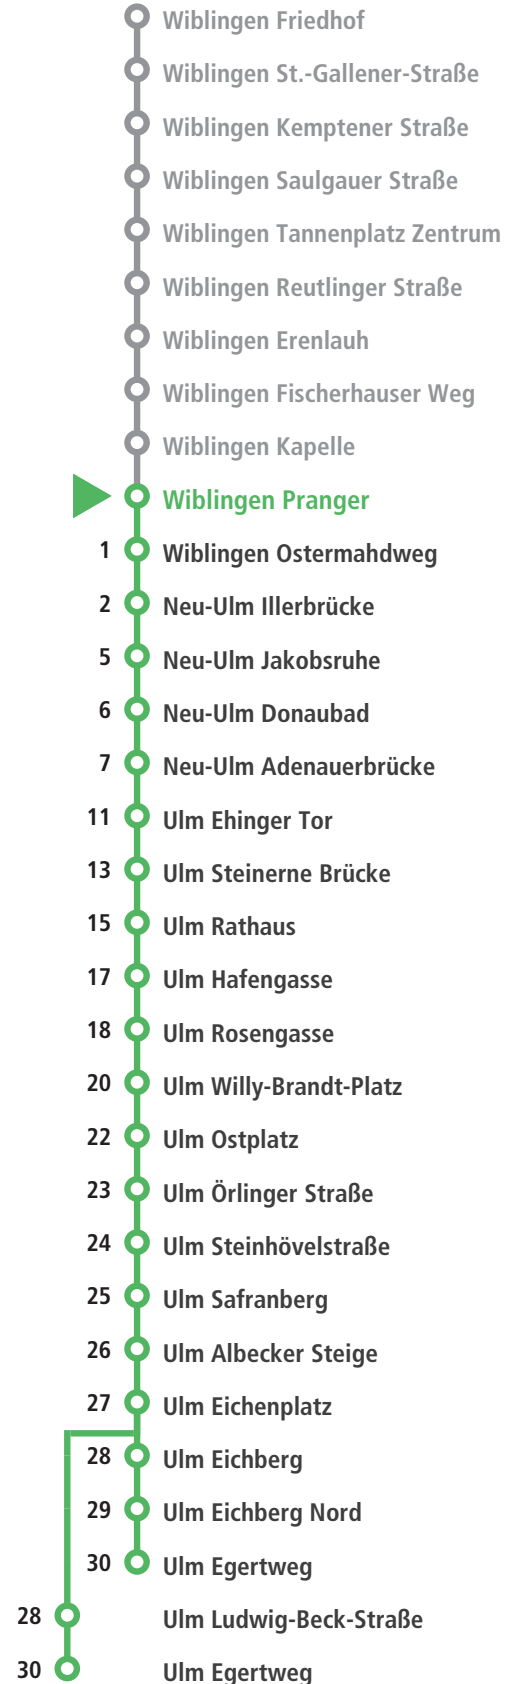 Wiblingen Friedhof
Wiblingen St.-Gallener-Straße
Wiblingen Kemptener Straße
Wiblingen Saulgauer Straße
Wiblingen Tannenplatz Zentrum
Wiblingen Reutlinger Straße
Wiblingen Erenlauh
Wiblingen Fischerhauser Weg
Wiblingen Kapelle
Wiblingen Pranger
1 Wiblingen Ostermahdweg
2 Neu-Ulm Illerbrücke
5 Neu-Ulm Jakobsruhe
6 Neu-Ulm Donaubad
7 Neu-Ulm Adenauerbrücke
11 Ulm Ehinger Tor
13 Ulm Steinerne Brücke
15 Ulm Rathaus
17 Ulm Hafengasse
18 Ulm Rosengasse
20 Ulm Willy-Brandt-Platz
22 Ulm Ostplatz
23 Ulm Örlinger Straße
24 Ulm Steinhövelstraße
25 Ulm Safranberg
26 Ulm Albecker Steige
27 Ulm Eichenplatz
28 Ulm Eichberg
29 Ulm Eichberg Nord
30 Ulm Egertweg
28 Ulm Ludwig-Beck-Straße
30 Ulm Egertweg